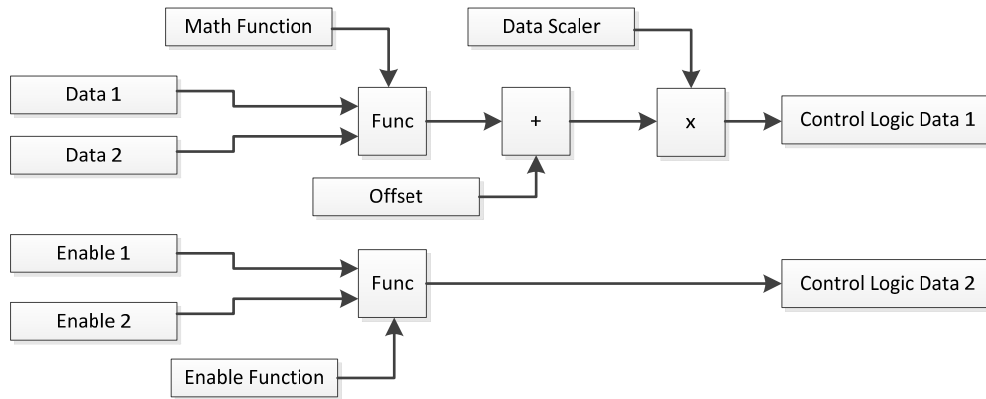 Math Function
Data Scaler
Data 1
Data 2
Func
+
x
Control Logic Data 1
Offset
Enable 1
Enable 2
Func
Control Logic Data 2
Enable Function